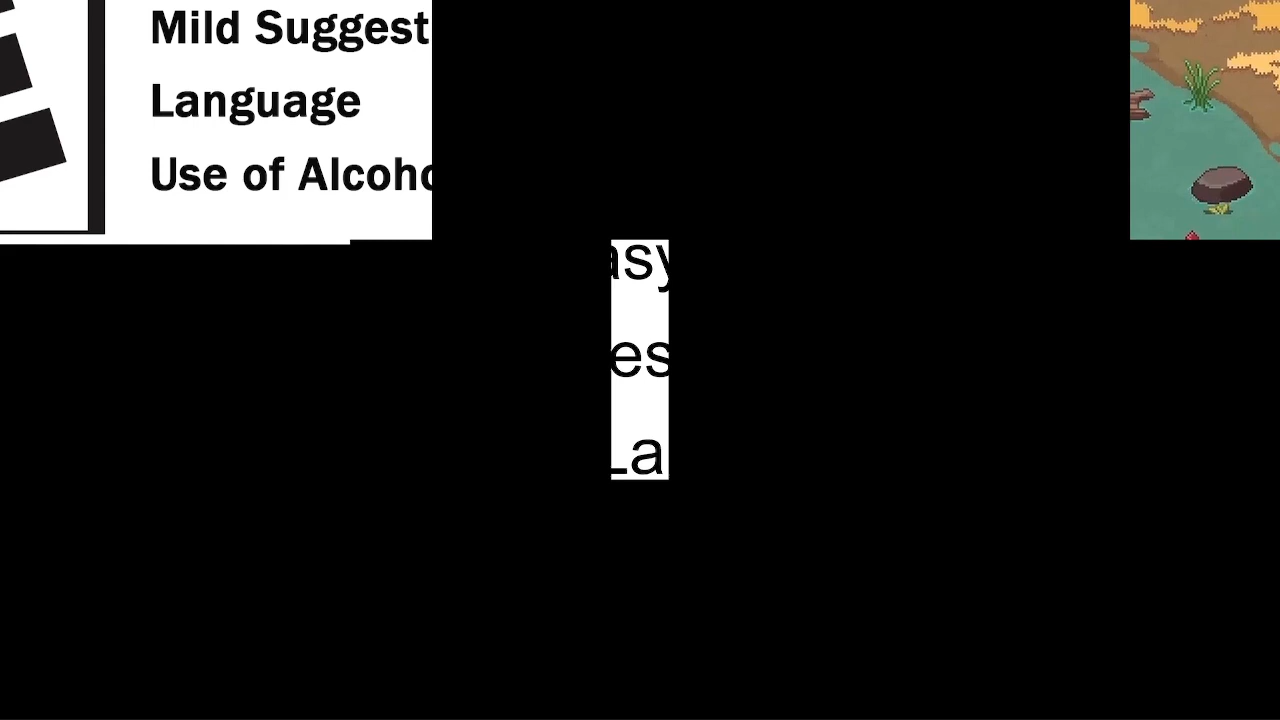 Mild Suggest
Language
Use of Alcoho
asy
es
La